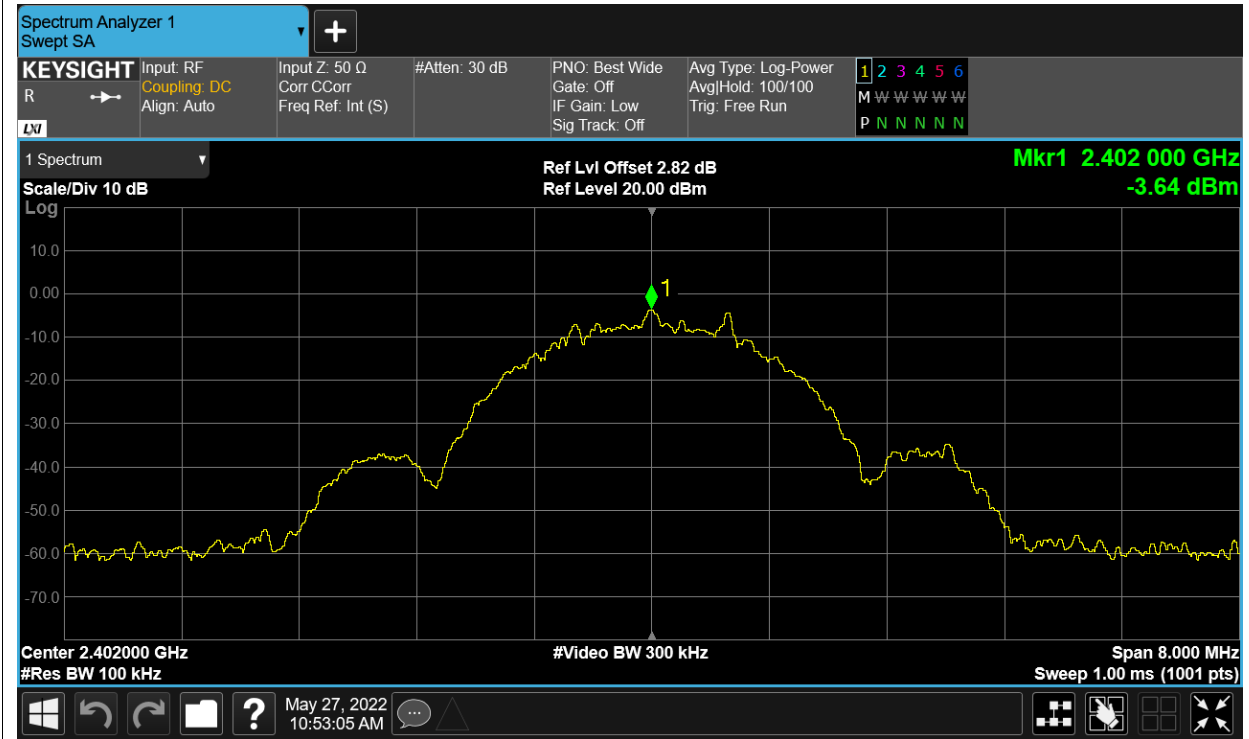 Spectrum Analyzer 1
Swept SA
+
KEYSIGHT
R
LXI
Input: RF
Coupling: DC
Align: Auto
Input Z: 50 Ω
Corr CCorr
Freq Ref: Int (S)
#Atten: 30 dB
PNO: Best Wide
Gate: Off
IF Gain: Low
Sig Track: Off
Avg Type: Log-Power
Avg|Hold: 100/100
Trig: Free Run
1 2 3 4 5 6
M W W W W W
P N N N N N
1 Spectrum
Scale/Div 10 dB
Log
Ref Lvl Offset 2.82 dB
Ref Level 20.00 dBm
Mkr1 2.402 000 GHz
-3.64 dBm
10.0
0.00
1
-10.0
-20.0
-30.0
-40.0
-50.0
-60.0
-70.0
Center 2.402000 GHz
#Res BW 100 kHz
#Video BW 300 kHz
Span 8.000 MHz
Sweep 1.00 ms (1001 pts)
?
May 27, 2022
10:53:05 AM